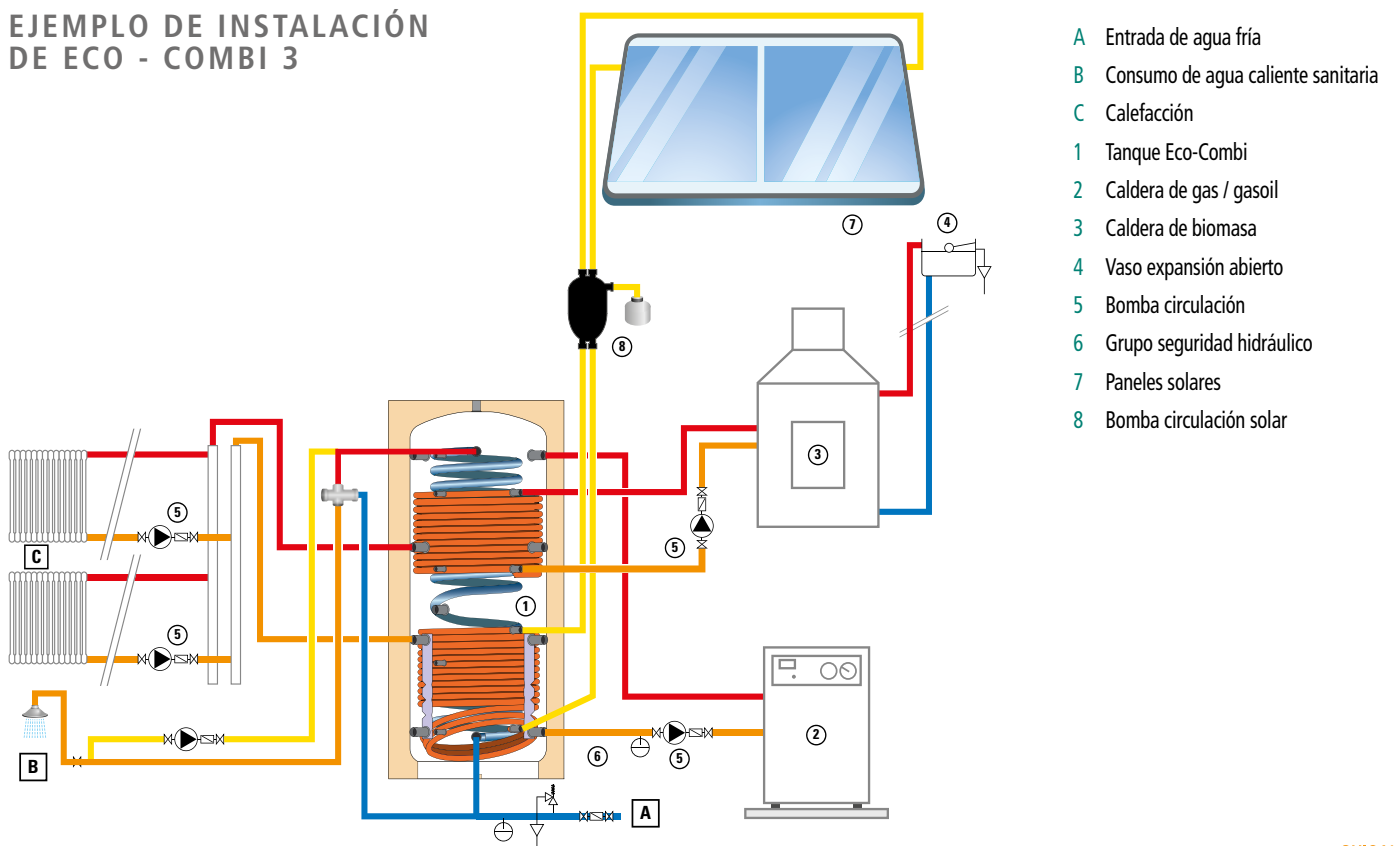 EJEMPLO DE INSTALACIÓN
DE ECO - COMBI 3
A Entrada de agua fría
B Consumo de agua caliente sanitaria
C Calefacción
1 Tanque Eco-Combi
2 Caldera de gas / gasoil
3 Caldera de biomasa
4 Vaso expansión abierto
5 Bomba circulación
6 Grupo seguridad hidráulico
7 Paneles solares
8 Bomba circulación solar
7
4
8
3
5
C
5
1
5
2
6
5
B
A